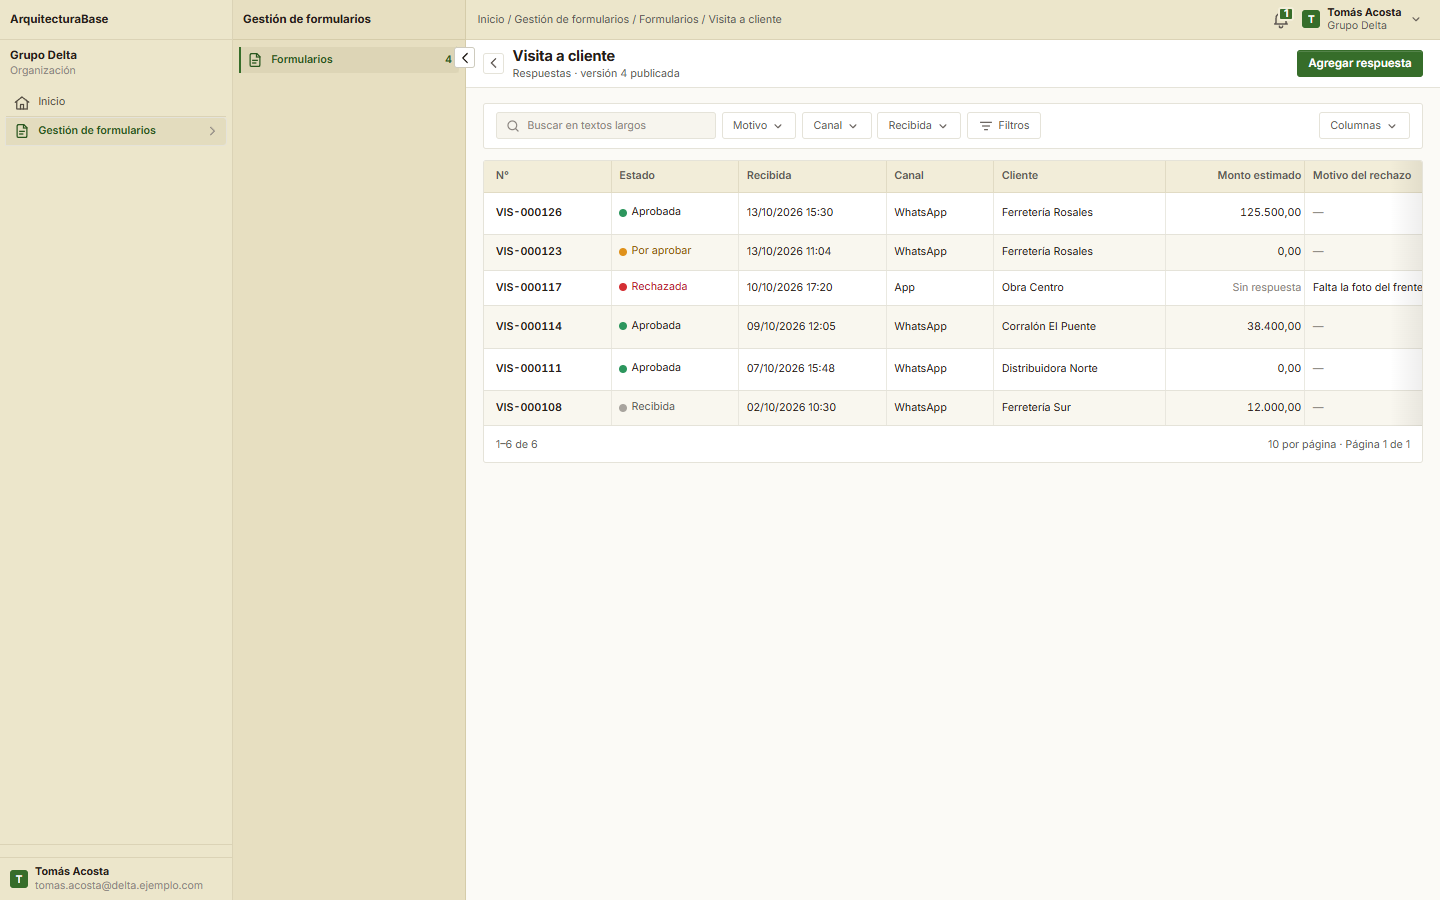 ArquitecturaBase
Grupo Delta
Organización
Inicio
Gestión de formularios
Tomás Acosta
tomas.acosta@delta.ejemplo.com
Gestión de formularios
Formularios 4
Inicio / Gestión de formularios / Formularios / Visita a cliente
1
T Tomás Acosta
Grupo Delta
Visita a cliente
Respuestas · versión 4 publicada
Agregar respuesta
Buscar en textos largos Motivo Canal Recibida Filtros Columnas
N° Estado Recibida Canal Cliente Monto estimado Motivo del rechazo
VIS-000126 Aprobada 13/10/2026 15:30 WhatsApp Ferretería Rosales 125.500,00 —
VIS-000123 Por aprobar 13/10/2026 11:04 WhatsApp Ferretería Rosales 0,00 —
VIS-000117 Rechazada 10/10/2026 17:20 App Obra Centro Sin respuesta Falta la foto del frente
VIS-000114 Aprobada 09/10/2026 12:05 WhatsApp Corralón El Puente 38.400,00 —
VIS-000111 Aprobada 07/10/2026 15:48 WhatsApp Distribuidora Norte 0,00 —
VIS-000108 Recibida 02/10/2026 10:30 WhatsApp Ferretería Sur 12.000,00 —
1–6 de 6 10 por página · Página 1 de 1
T